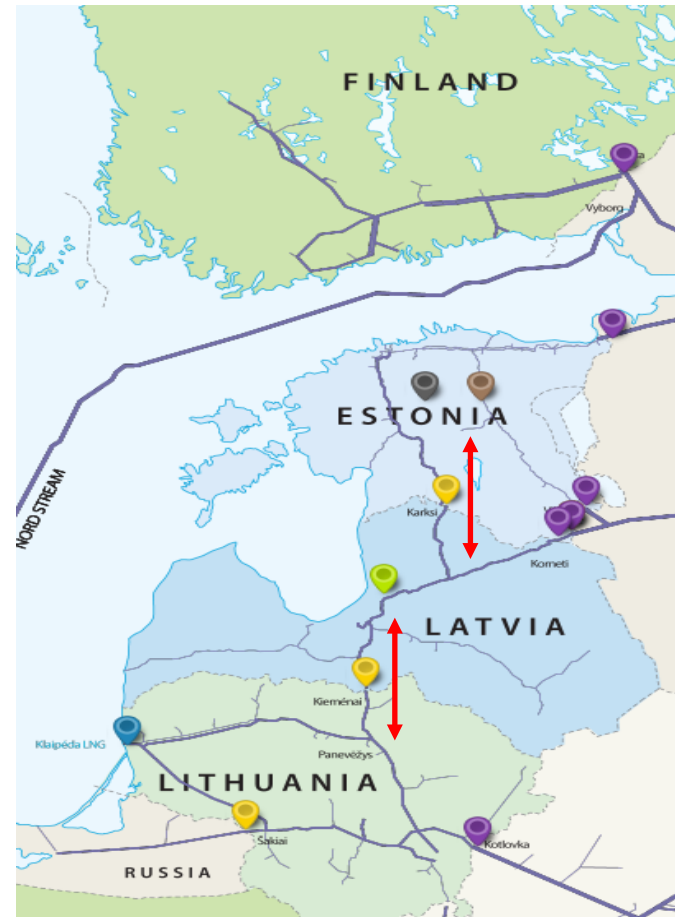 FINLAND
Vyborg
ESTONIA
NORD STREAM
Karksi
Korneti
LATVIA
Kiemėnai
Klaipėda LNG
Panevėžys
LITHUANIA
Šakiai
Kotlovka
RUSSIA